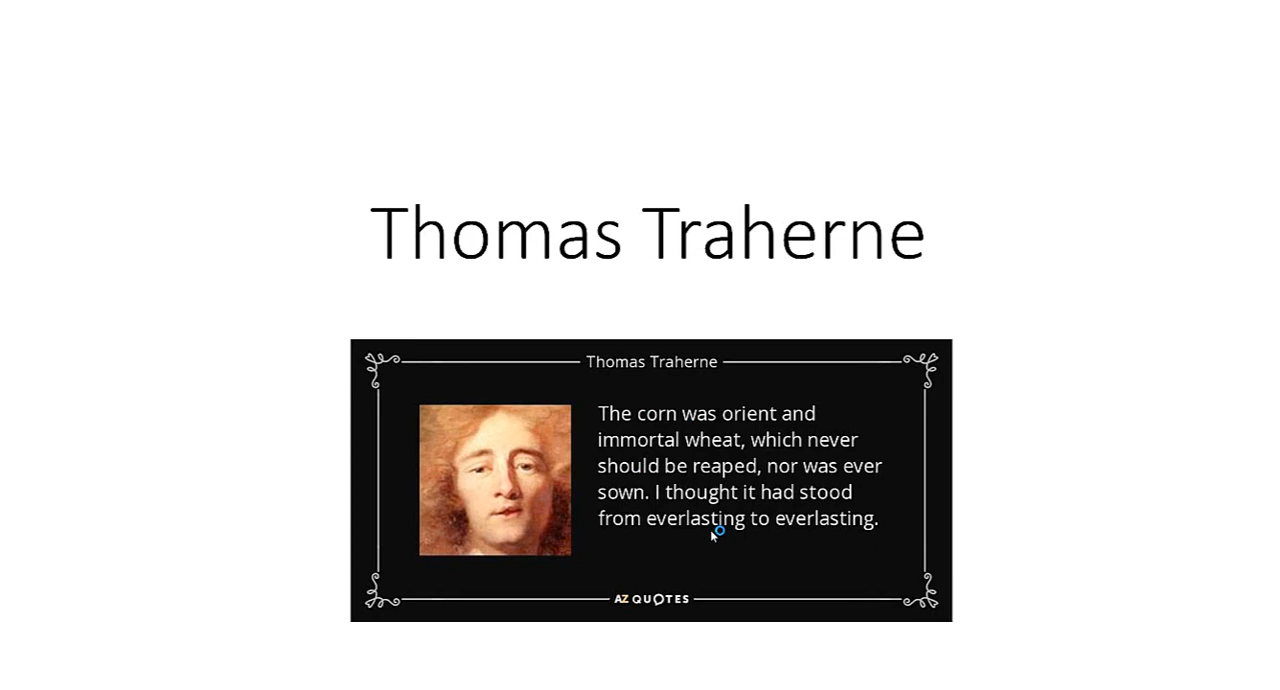 Thomas Traherne
Thomas Traherne
The corn was orient and
immortal wheat, which never
should be reaped, nor was ever
sown. I thought it had stood
from everlasting to everlasting.
AZ QUOTES